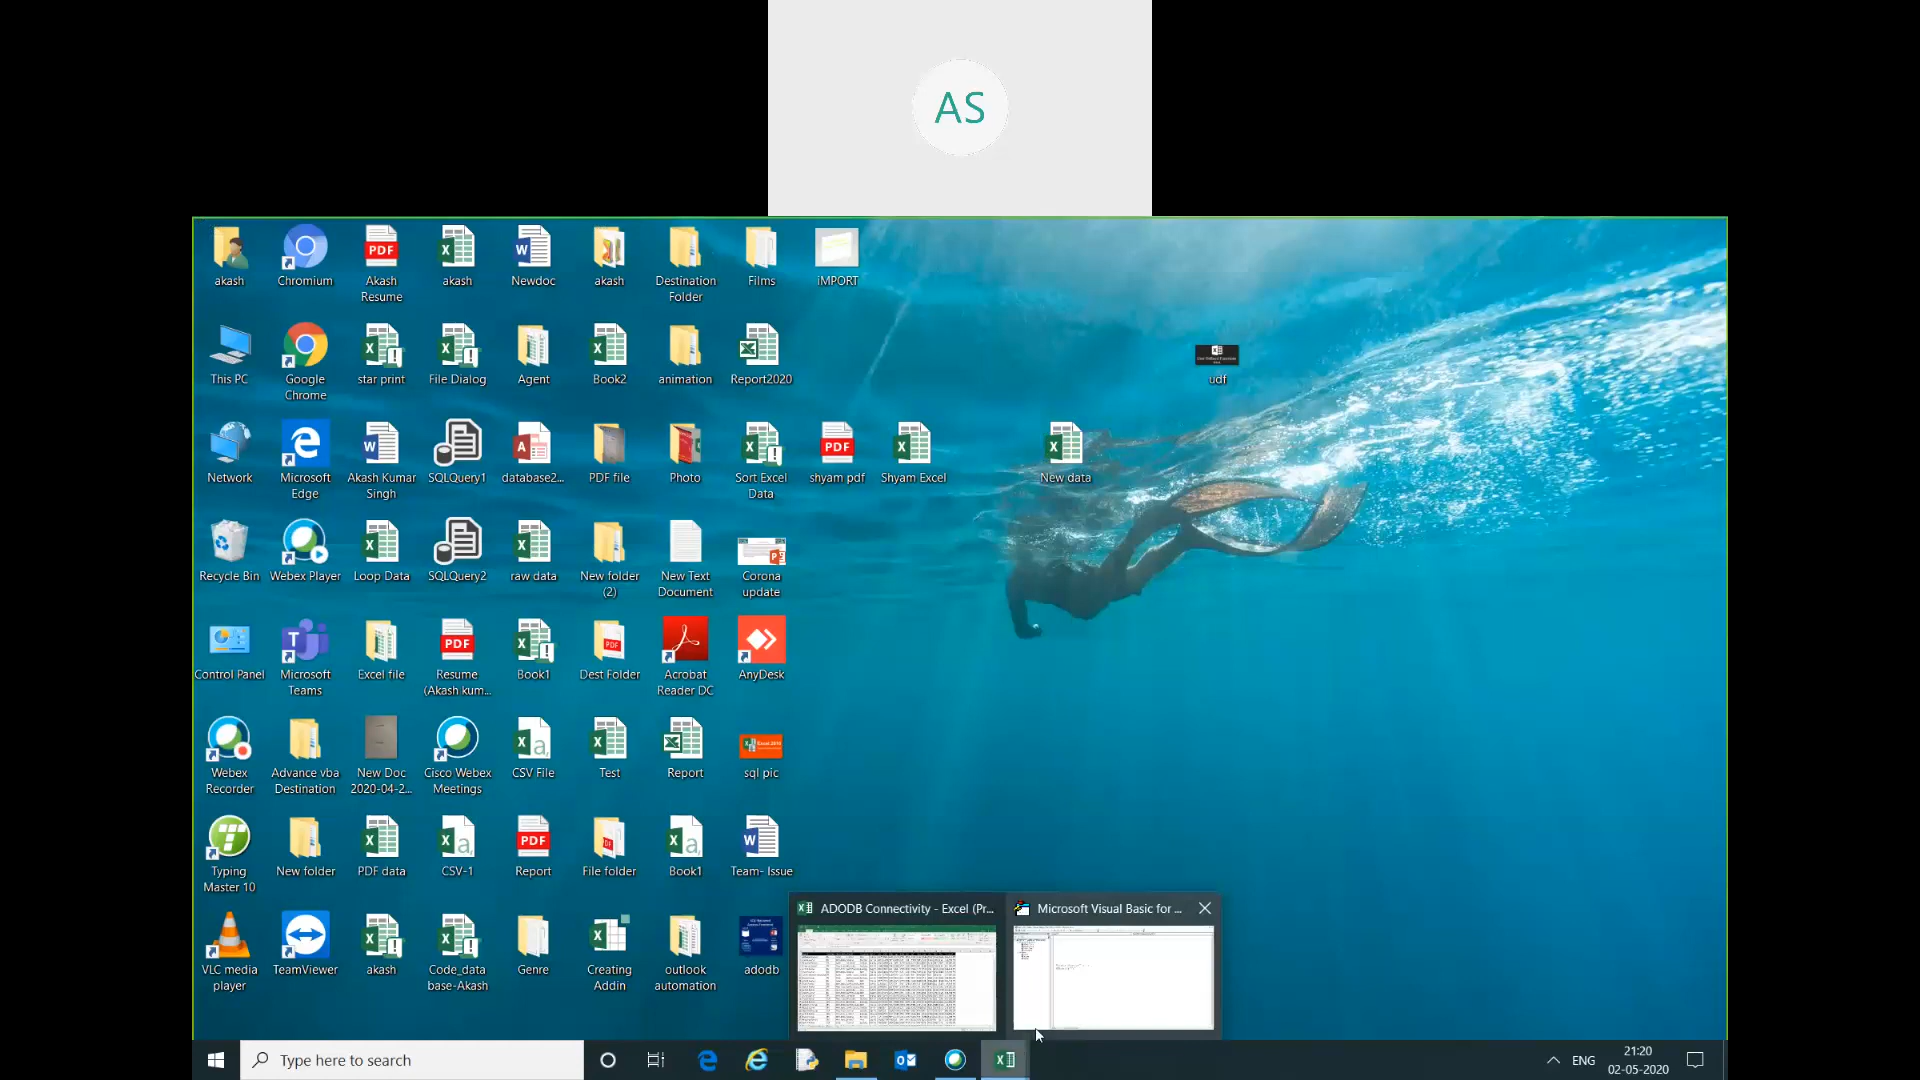 AS
akash
Chromium
Akash
Resume
akash
Newdoc
akash
Destination
Folder
Films
iMPORT
This PC
Google
Chrome
star print
File Dialog
Agent
Book2
animation
Report2020
udf
Network
Microsoft
Edge
Akash Kumar
Singh
SQLQuery1
database2...
PDF file
Photo
Sort Excel
Data
shyam pdf
Shyam Excel
New data
Recycle Bin
Webex Player
Loop Data
SQLQuery2
raw data
New folder
(2)
New Text
Document
Corona
update
Control Panel
Microsoft
Teams
Excel file
Resume
(Akash kum...
Book1
Dest Folder
Acrobat
Reader DC
AnyDesk
Webex
Recorder
Advance vba
Destination
New Doc
2020-04-2...
Cisco Webex
Meetings
CSV File
Test
Report
sql pic
Typing
Master 10
New folder
PDF data
CSV-1
Report
File folder
Book1
Team- Issue
VLC media
player
TeamViewer
akash
Code_data
base-Akash
Genre
Creating
Addin
outlook
automation
adodb
ADODB Connectivity - Excel (Pr...
Microsoft Visual Basic for ...
Type here to search
ENG
21:20
02-05-2020